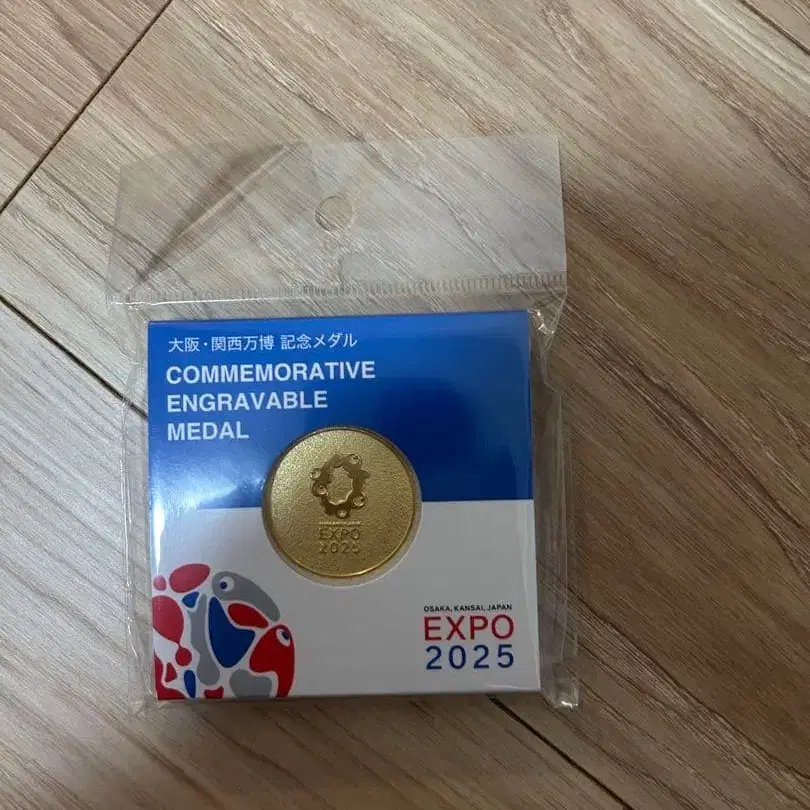 大阪・関西万博 記念メダル
COMMEMORATIVE
ENGRAVABLE
MEDAL
EXPO
2025
OSAKA, KANSAI, JAPAN
EXPO
2025